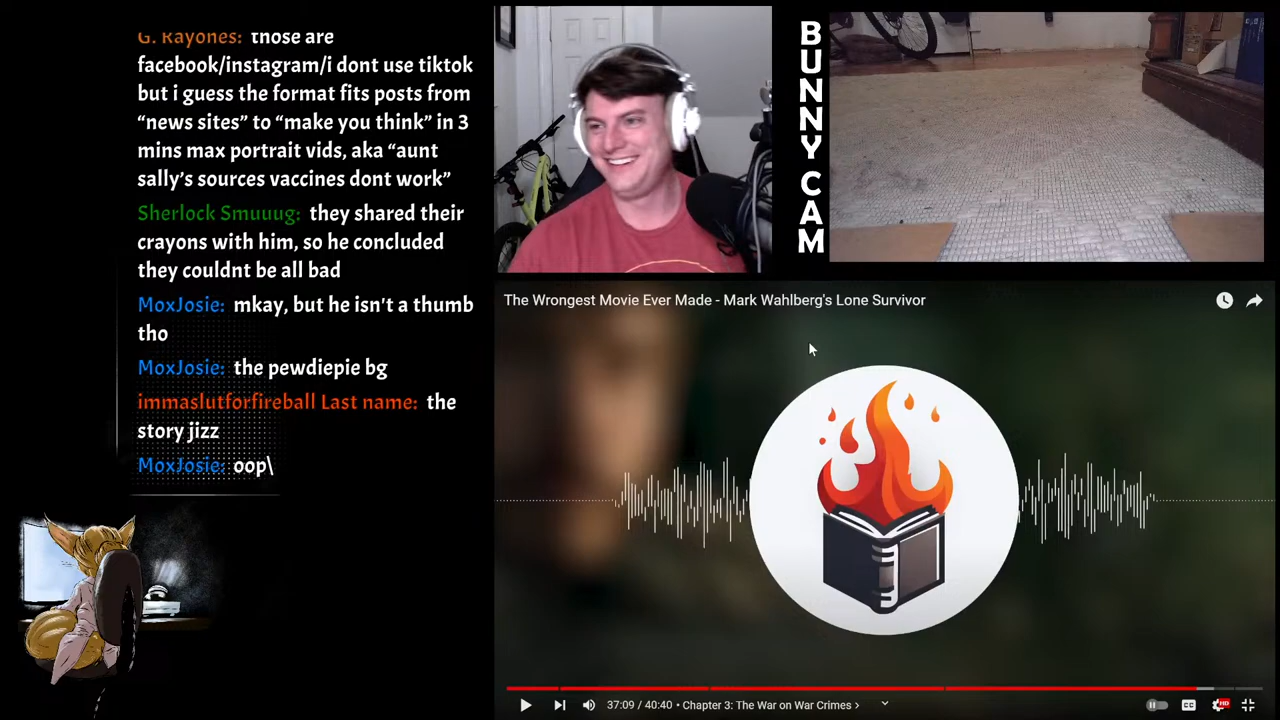 G. Rayones: those are
facebook/instagram/i dont use tiktok
but i guess the format fits posts from
“news sites” to “make you think” in 3
mins max portrait vids, aka “aunt
sally’s sources vaccines dont work”
Sherlock Smuuug: they shared their
crayons with him, so he concluded
they couldnt be all bad
MoxJosie: mkay, but he isn't a thumb
tho
MoxJosie: the pewdiepie bg
immaslutforfireball Last name: the
story jizz
MoxJosie: oop\
BUNNY CAM
The Wrongest Movie Ever Made - Mark Wahlberg's Lone Survivor
37:09 / 40:40 • Chapter 3: The War on War Crimes ›
CC
HD